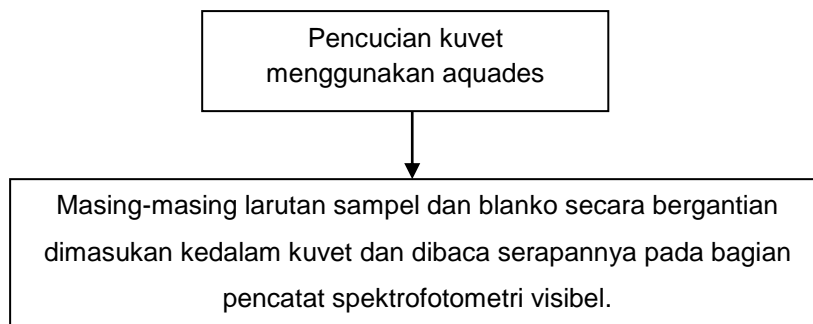 Pencucian kuvet
menggunakan aquades
Masing-masing larutan sampel dan blanko secara bergantian
dimasukan kedalam kuvet dan dibaca serapannya pada bagian
pencatat spektrofotometri visibel.